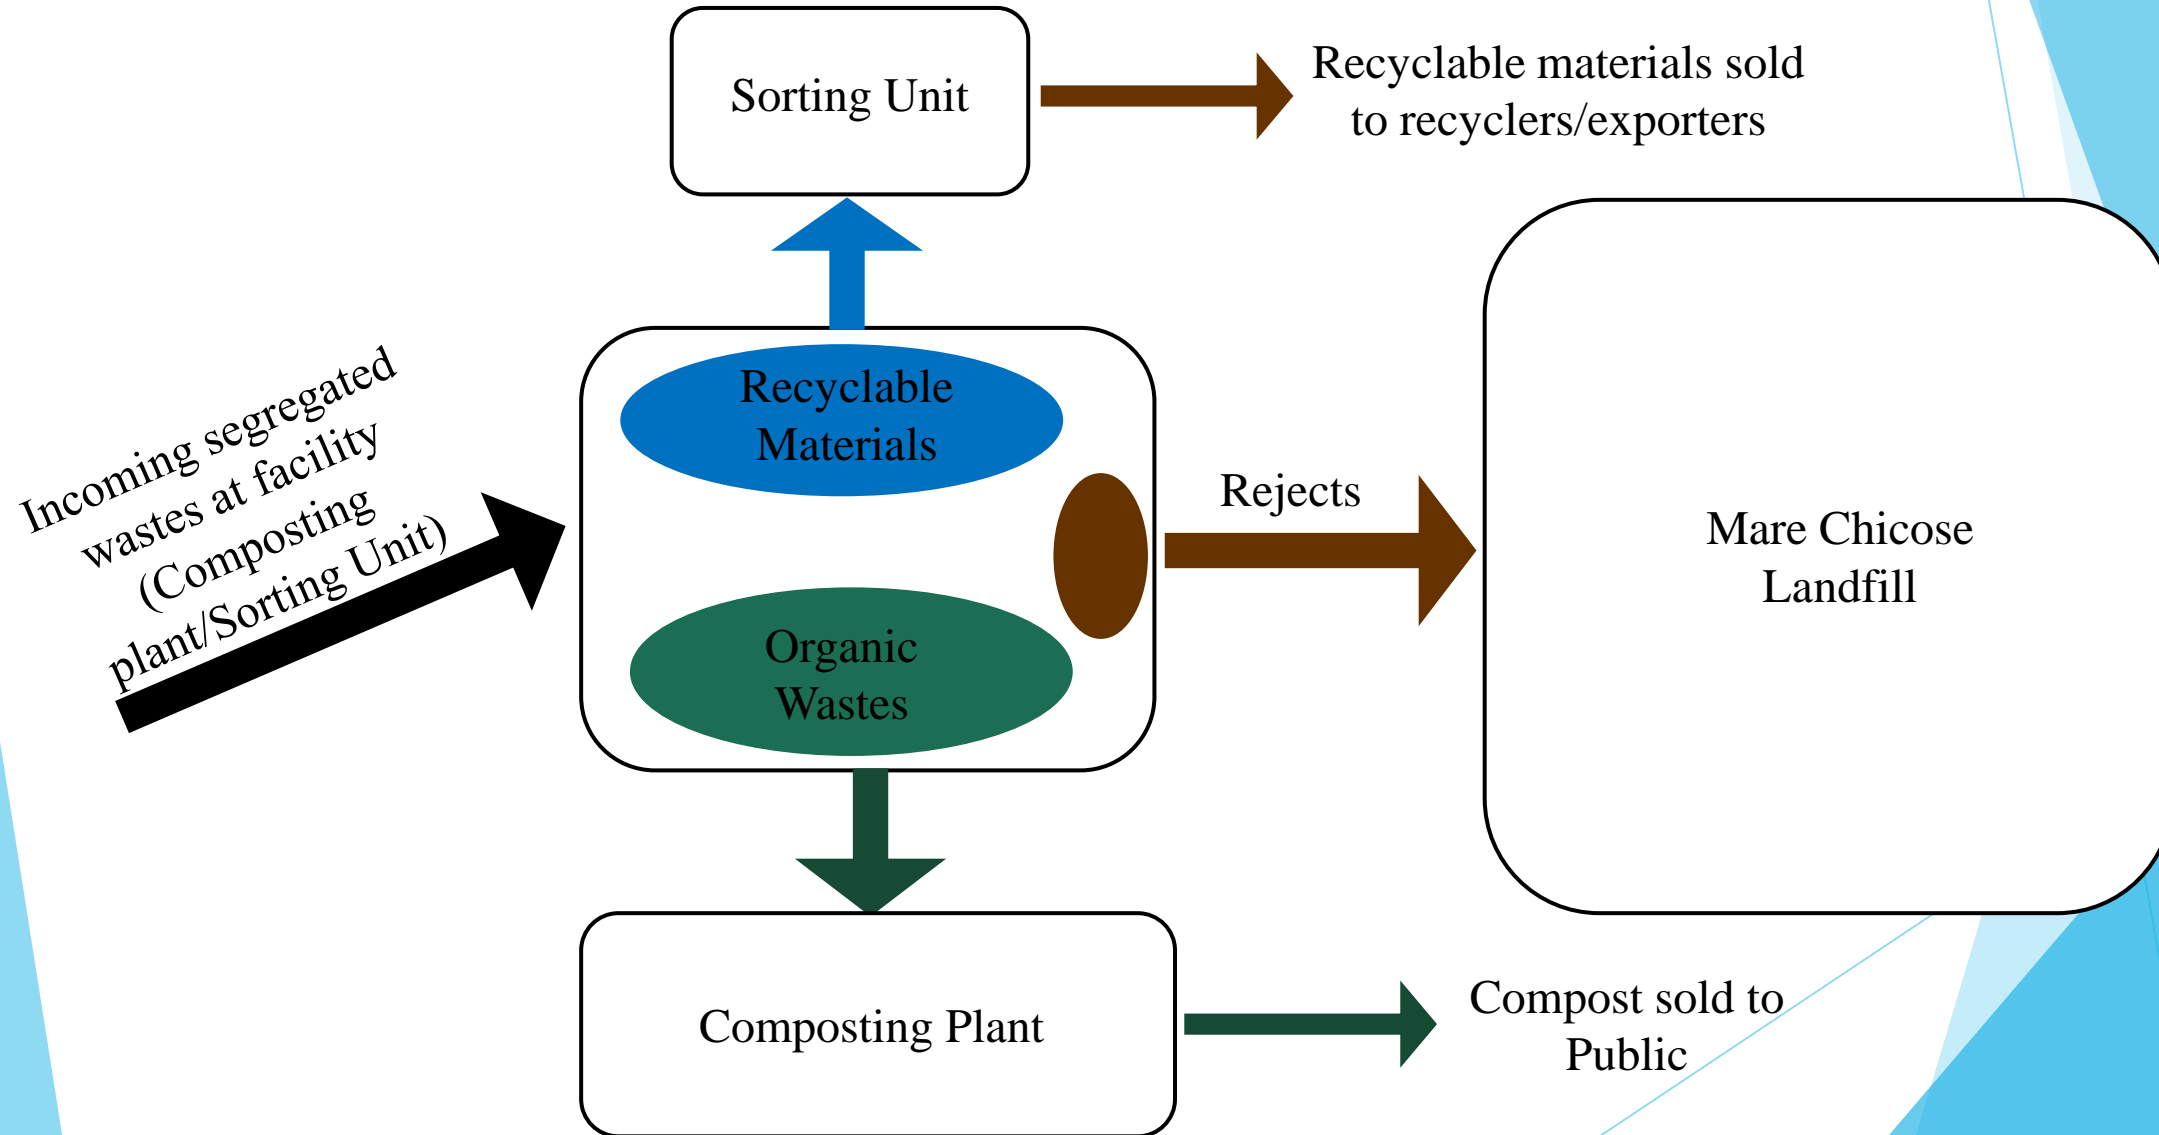 Sorting Unit
Recyclable materials sold
to recyclers/exporters
Incoming segregated
wastes at facility
(Composting
plant/Sorting Unit)
Recyclable
Materials
Rejects
Mare Chicose
Landfill
Organic
Wastes
Composting Plant
Compost sold to
Public